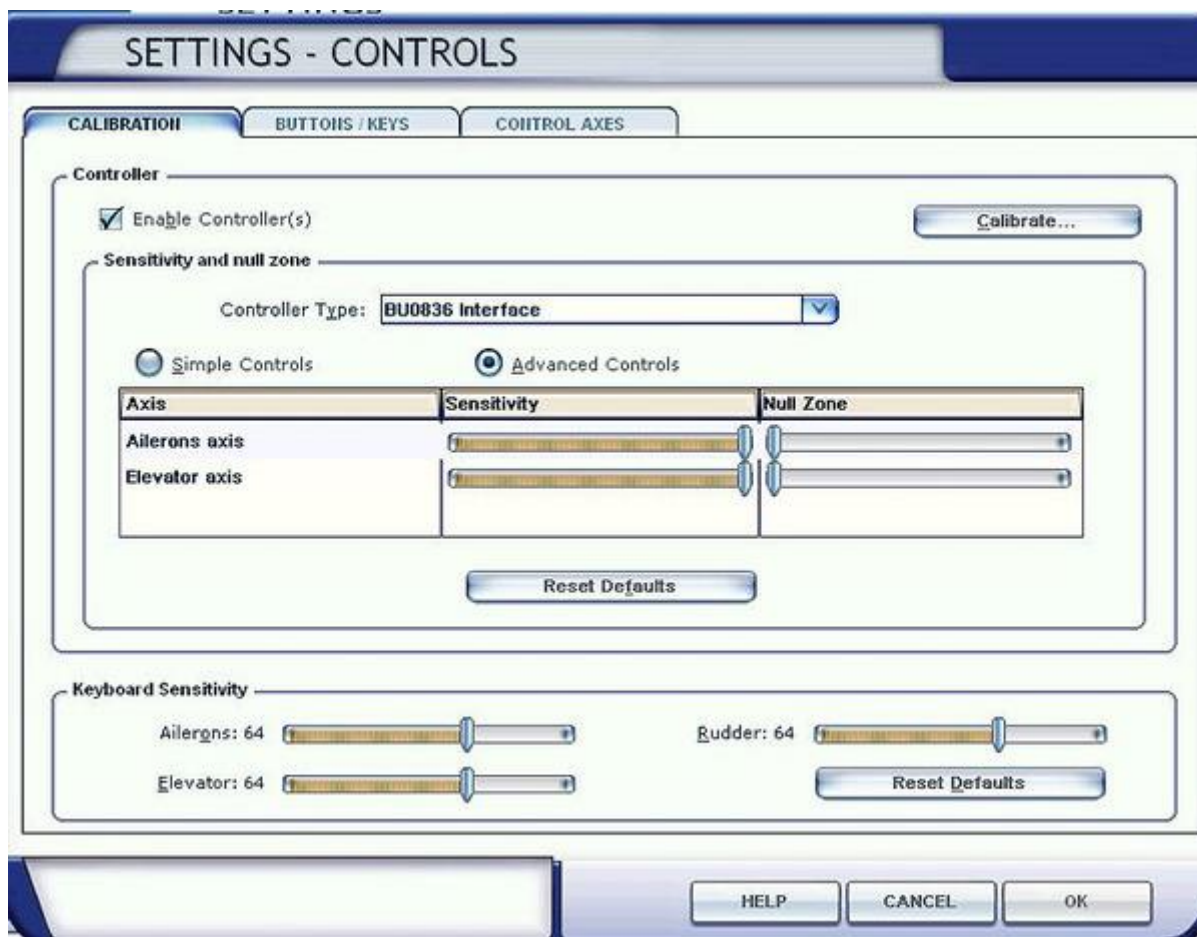 SETTINGS
SETTINGS - CONTROLS
CALIBRATION BUTTONS / KEYS CONTROL AXES
Controller
Enable Controller(s) Calibrate...
Sensitivity and null zone
Controller Type: BU0836 Interface
Simple Controls Advanced Controls
Axis Sensitivity Null Zone
Ailerons axis
Elevator axis
Reset Defaults
Keyboard Sensitivity
Ailerons: 64 Rudder: 64
Elevator: 64 Reset Defaults
HELP CANCEL OK